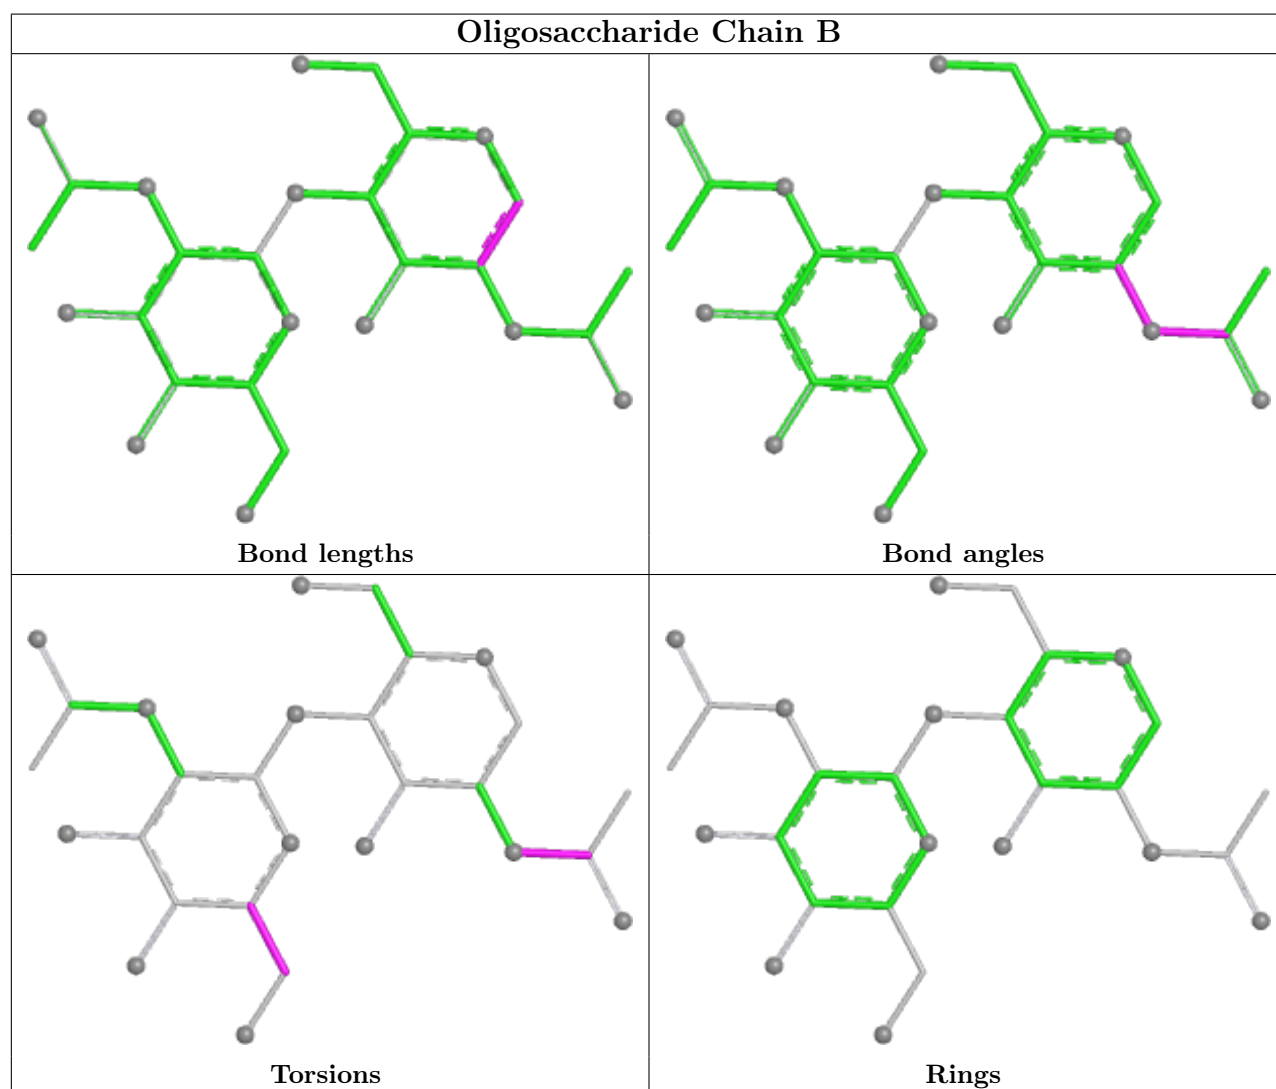 Oligosaccharide Chain B
Bond lengths
Bond angles
Torsions
Rings